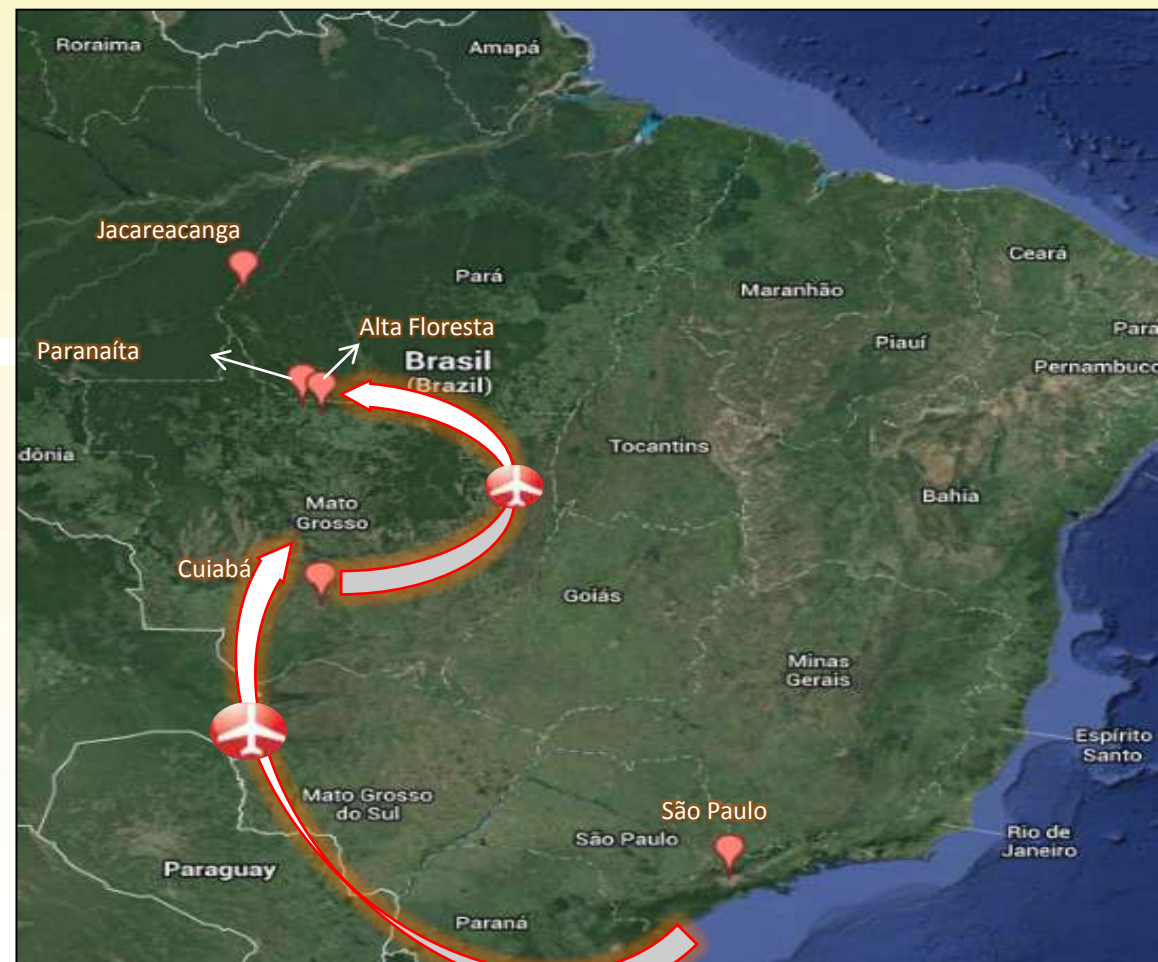 Roraima
Amapá
Jacareacanga
Pará
Ceará
Maranhão
Alta Floresta
Para
Piauí
Paranaíta
Brasil
(Brazil)
Pernambuco
Tocantins
dônia
Bahia
Mato
Grosso
Cuiabá
Goiás
Minas
Gerais
Espírito
Santo
Mato Grosso
do Sul
São Paulo
São Paulo
Rio de
Janeiro
Paraguay
Paraná